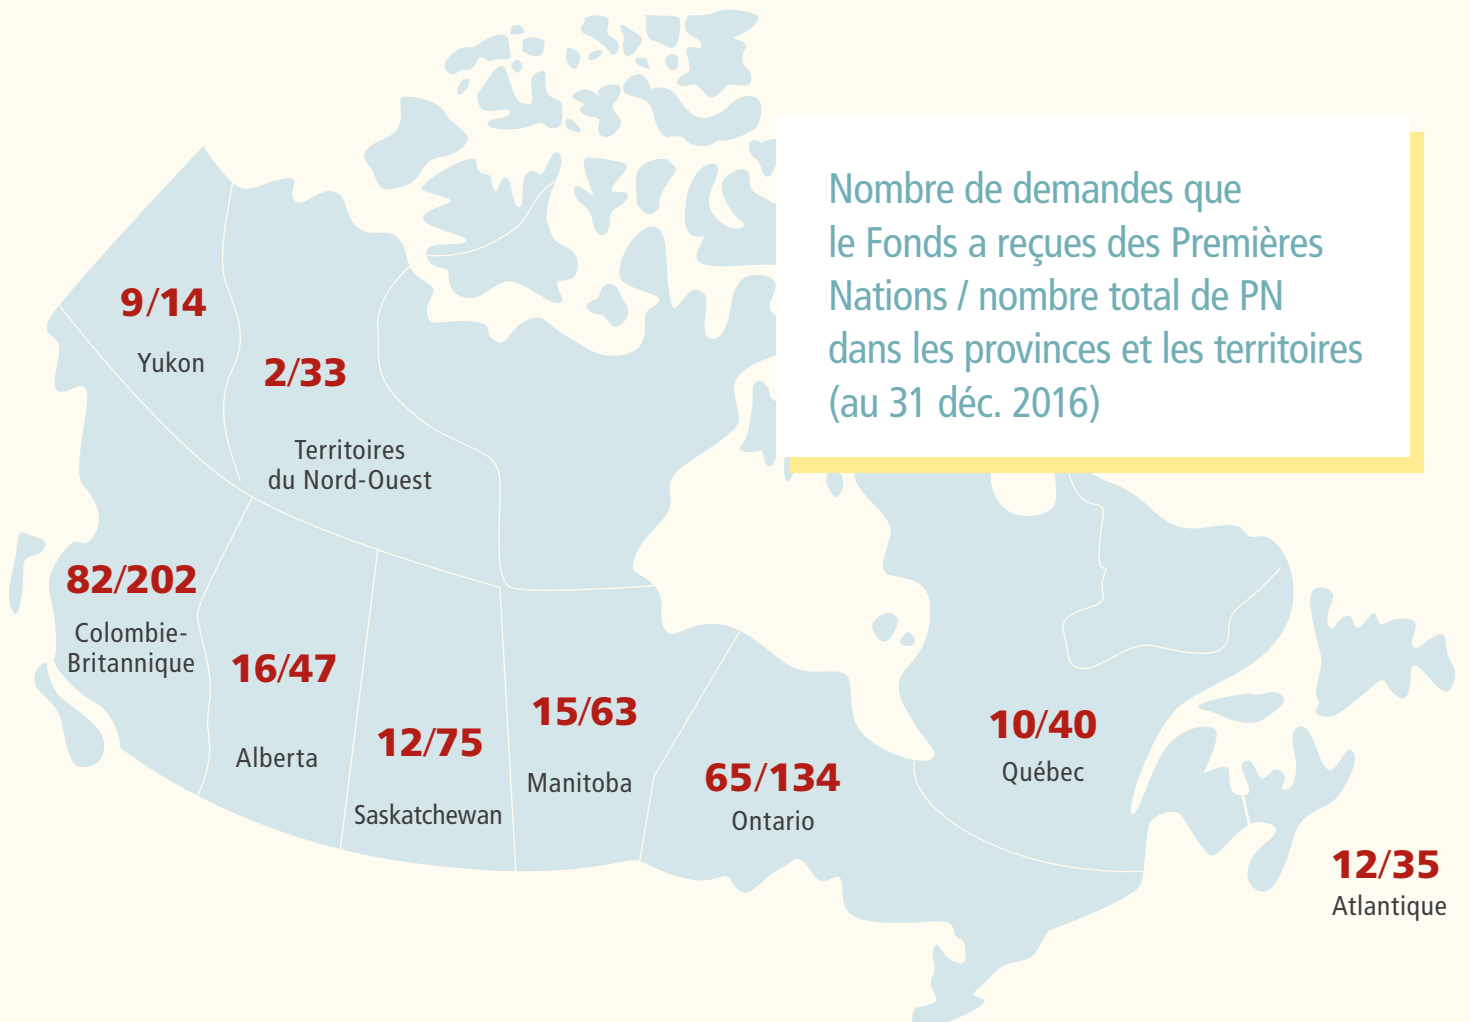 Nombre de demandes que
le Fonds a reçues des Premières
Nations / nombre total de PN
dans les provinces et les territoires
(au 31 déc. 2016)
9/14
Yukon
2/33
Territoires
du Nord-Ouest
82/202
Colombie-
Britannique
16/47
Alberta
12/75
Saskatchewan
15/63
Manitoba
65/134
Ontario
10/40
Québec
12/35
Atlantique